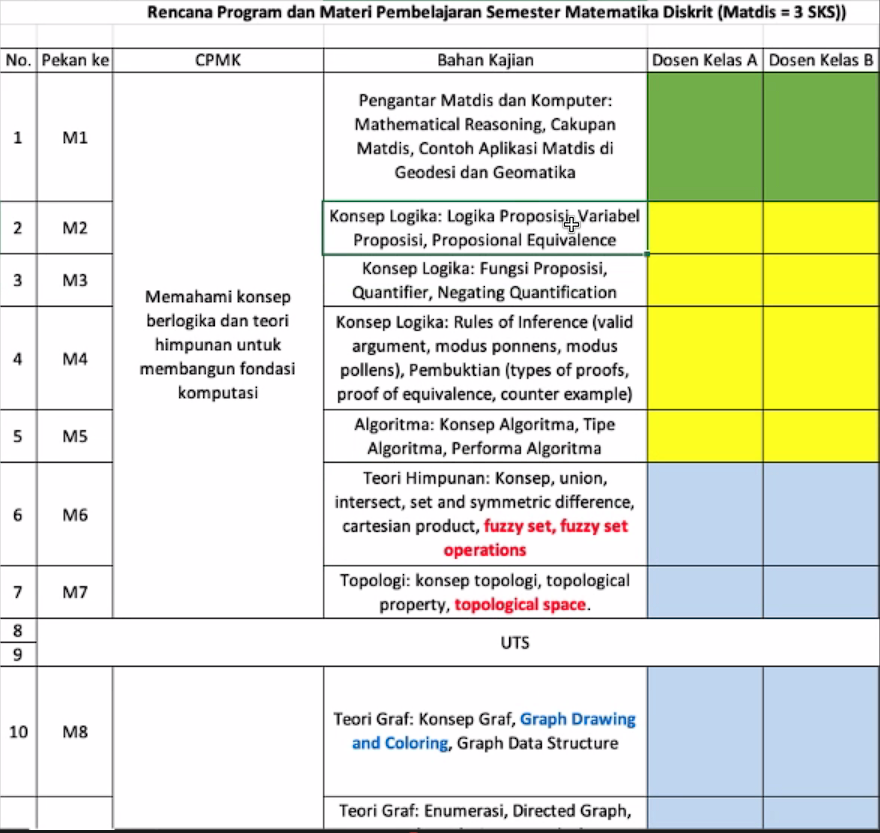 Rencana Program dan Materi Pembelajaran Semester Matematika Diskrit (Matdis = 3 SKS))
No. Pekan ke CPMK Bahan Kajian Dosen Kelas A Dosen Kelas B
1 M1
Pengantar Matdis dan Komputer:
Mathematical Reasoning, Cakupan
Matdis, Contoh Aplikasi Matdis di
Geodesi dan Geomatika
Memahami konsep
berlogika dan teori
himpunan untuk
membangun fondasi
komputasi
2 M2
Konsep Logika: Logika Proposisi, Variabel
Proposisi, Proposional Equivalence
3 M3
Konsep Logika: Fungsi Proposisi,
Quantifier, Negating Quantification
4 M4
Konsep Logika: Rules of Inference (valid
argument, modus ponnens, modus
pollens), Pembuktian (types of proofs,
proof of equivalence, counter example)
5 M5
Algoritma: Konsep Algoritma, Tipe
Algoritma, Performa Algoritma
6 M6
Teori Himpunan: Konsep, union,
intersect, set and symmetric difference,
cartesian product, fuzzy set, fuzzy set
operations
7 M7
Topologi: konsep topologi, topological
property, topological space.
8
9
UTS
10 M8
Teori Graf: Konsep Graf, Graph Drawing
and Coloring, Graph Data Structure
Teori Graf: Enumerasi, Directed Graph,